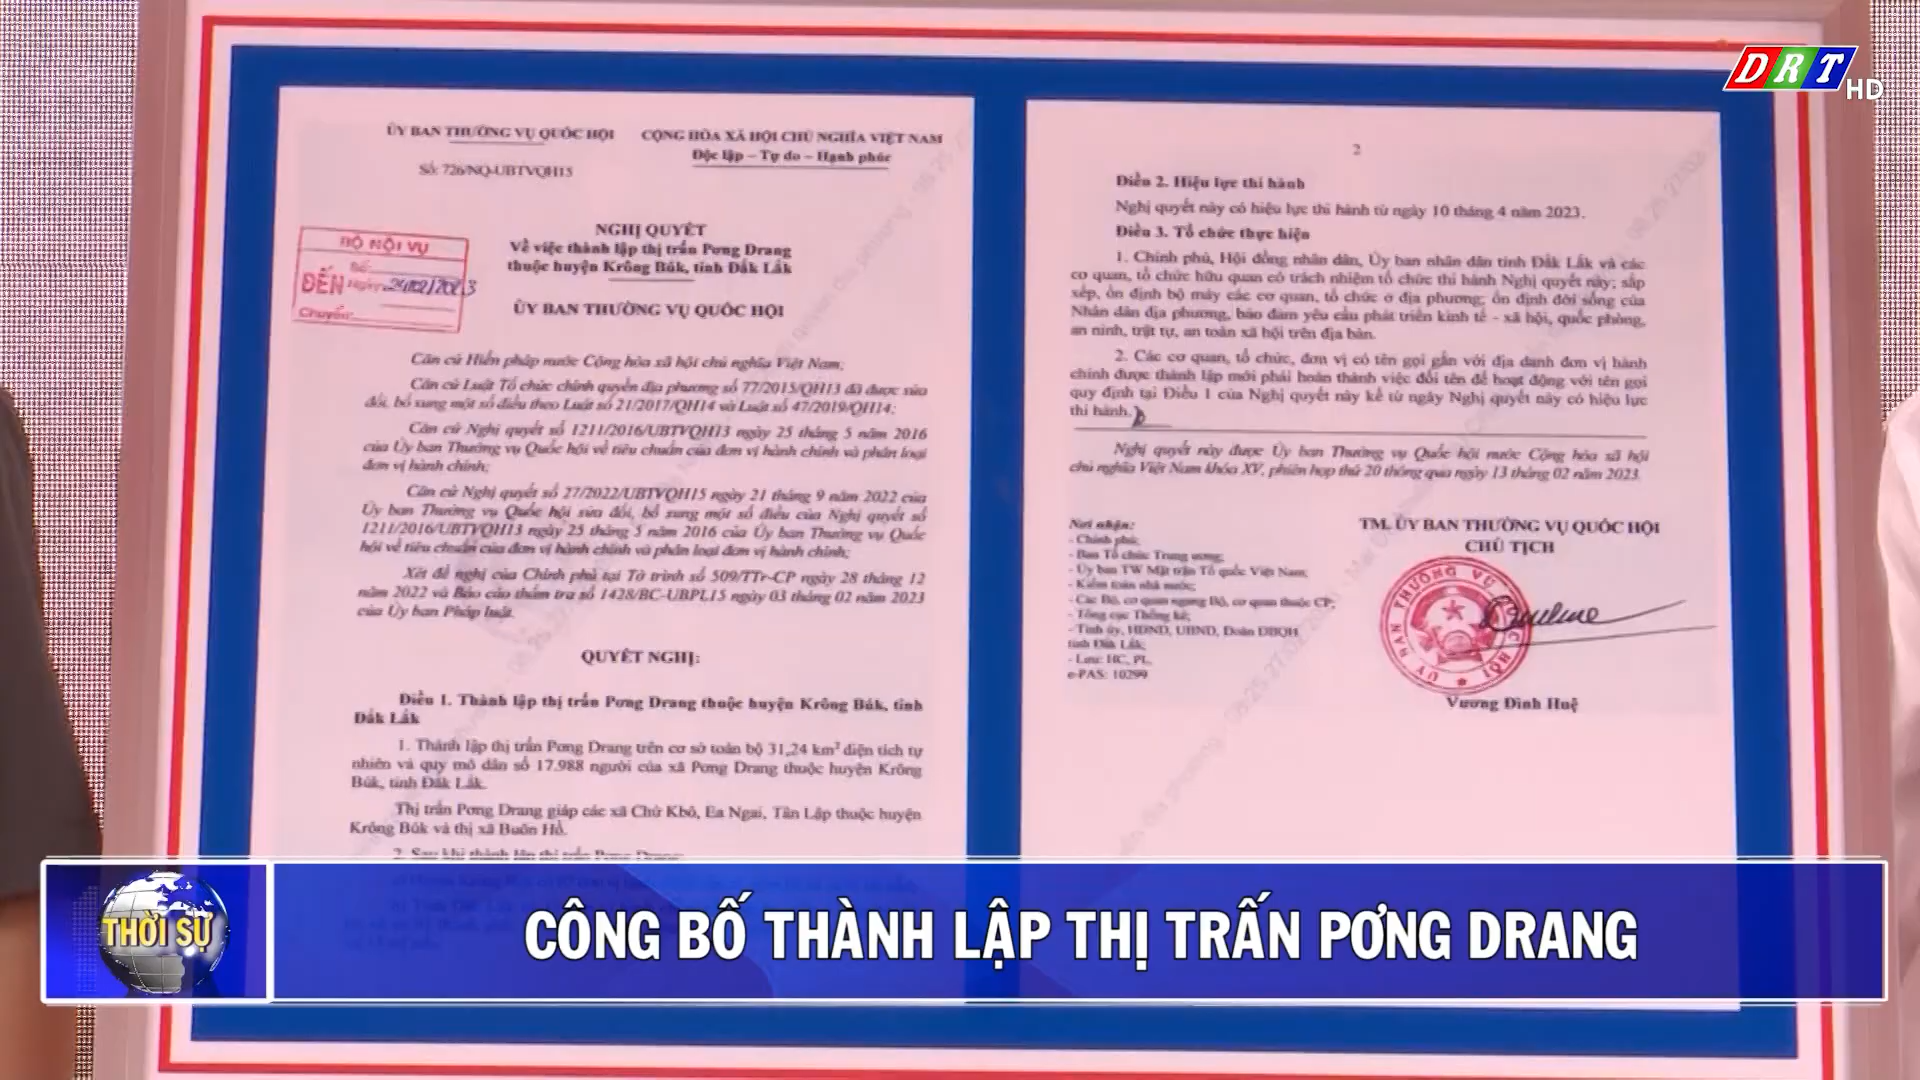 DRT HD
ỦY BAN THƯỜNG VỤ QUỐC HỘI
Số: 726/NQ-UBTVQH15
CỘNG HÒA XÃ HỘI CHỦ NGHĨA VIỆT NAM
Độc lập – Tự do – Hạnh phúc
BỘ NỘI VỤ
Số:
ĐẾN Ngày: 24/02/2023
Chuyển:
NGHỊ QUYẾT
Về việc thành lập thị trấn Pơng Drang
thuộc huyện Krông Búk, tỉnh Đắk Lắk
ỦY BAN THƯỜNG VỤ QUỐC HỘI
Căn cứ Hiến pháp nước Cộng hòa xã hội chủ nghĩa Việt Nam;
Căn cứ Luật Tổ chức chính quyền địa phương số 77/2015/QH13 đã được sửa
đổi, bổ sung một số điều theo Luật số 21/2017/QH14 và Luật số 47/2019/QH14;
Căn cứ Nghị quyết số 1211/2016/UBTVQH13 ngày 25 tháng 5 năm 2016
của Ủy ban Thường vụ Quốc hội về tiêu chuẩn của đơn vị hành chính và phân loại
đơn vị hành chính;
Căn cứ Nghị quyết số 27/2022/UBTVQH15 ngày 21 tháng 9 năm 2022 của
Ủy ban Thường vụ Quốc hội sửa đổi, bổ sung một số điều của Nghị quyết số
1211/2016/UBTVQH13 ngày 25 tháng 5 năm 2016 của Ủy ban Thường vụ Quốc
hội về tiêu chuẩn của đơn vị hành chính và phân loại đơn vị hành chính;
Xét đề nghị của Chính phủ tại Tờ trình số 509/TTr-CP ngày 28 tháng 12
năm 2022 và Báo cáo thẩm tra số 1428/BC-UBPL15 ngày 03 tháng 02 năm 2023
của Ủy ban Pháp luật.
QUYẾT NGHỊ:
Điều 1. Thành lập thị trấn Pơng Drang thuộc huyện Krông Búk, tỉnh
Đắk Lắk
1. Thành lập thị trấn Pơng Drang trên cơ sở toàn bộ 31,24 km² diện tích tự
nhiên và quy mô dân số 17.988 người của xã Pơng Drang thuộc huyện Krông
Búk, tỉnh Đắk Lắk.
Thị trấn Pơng Drang giáp các xã Chứ Kbô, Ea Ngai, Tân Lập thuộc huyện
Krông Búk và thị xã Buôn Hồ.
2. Sau khi thành lập thị trấn Pơng Drang
2
Điều 2. Hiệu lực thi hành
Nghị quyết này có hiệu lực thi hành từ ngày 10 tháng 4 năm 2023.
Điều 3. Tổ chức thực hiện
1. Chính phủ, Hội đồng nhân dân, Ủy ban nhân dân tỉnh Đắk Lắk và các
cơ quan, tổ chức hữu quan có trách nhiệm tổ chức thi hành Nghị quyết này; sắp
xếp, ổn định bộ máy các cơ quan, tổ chức ở địa phương; ổn định đời sống của
Nhân dân địa phương, bảo đảm yêu cầu phát triển kinh tế - xã hội, quốc phòng,
an ninh, trật tự, an toàn xã hội trên địa bàn.
2. Các cơ quan, tổ chức, đơn vị có tên gọi gắn với địa danh đơn vị hành
chính được thành lập mới phải hoàn thành việc đổi tên để hoạt động với tên gọi
quy định tại Điều 1 của Nghị quyết này kể từ ngày Nghị quyết này có hiệu lực
thi hành.
Nghị quyết này được Ủy ban Thường vụ Quốc hội nước Cộng hòa xã hội
chủ nghĩa Việt Nam khóa XV, phiên họp thứ 20 thông qua ngày 13 tháng 02 năm 2023.
Nơi nhận:
- Chính phủ;
- Ban Tổ chức Trung ương;
- Ủy ban TW Mặt trận Tổ quốc Việt Nam;
- Kiểm toán nhà nước;
- Các Bộ, cơ quan ngang Bộ, cơ quan thuộc CP;
- Tổng cục Thống kê;
- Tỉnh ủy, HĐND, UBND, Đoàn ĐBQH
tỉnh Đắk Lắk;
- Lưu: HC, PL.
e-PAS: 10299
TM. ỦY BAN THƯỜNG VỤ QUỐC HỘI
CHỦ TỊCH
ỦY BAN THƯỜNG VỤ QUỐC HỘI
Vương Đình Huệ
THỜI SỰ
CÔNG BỐ THÀNH LẬP THỊ TRẤN PƠNG DRANG